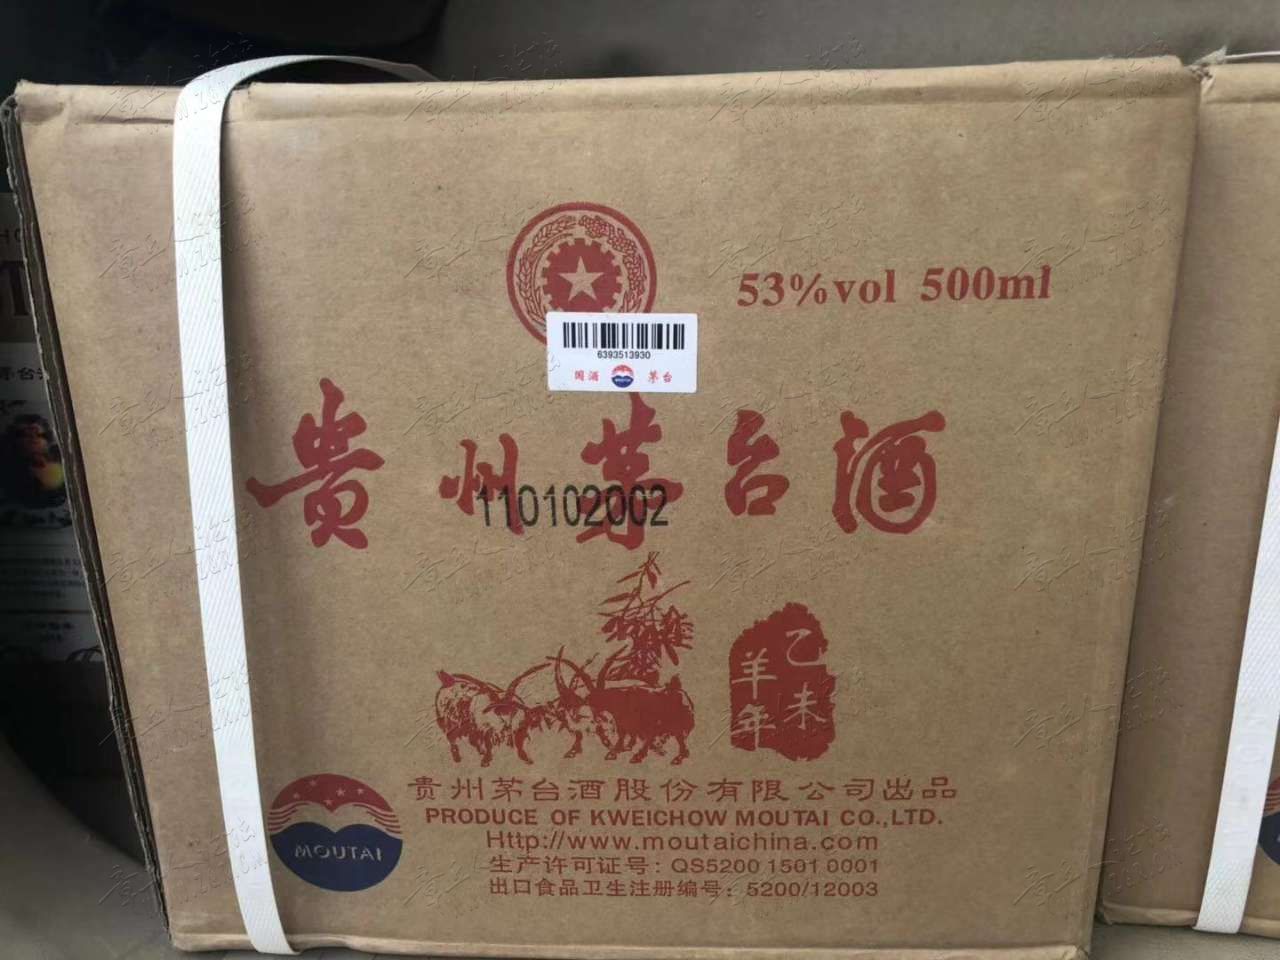 53%vol 500ml
6393513930
国酒 MOUTAI 茅台
贵州茅台酒
110102002
乙未
羊年
贵州茅台酒股份有限公司出品
PRODUCE OF KWEICHOW MOUTAI CO.,LTD.
Http://www.moutaichina.com
生产许可证号：QS5200 1501 0001
出口食品卫生注册编号：5200/12003
MOUTAI